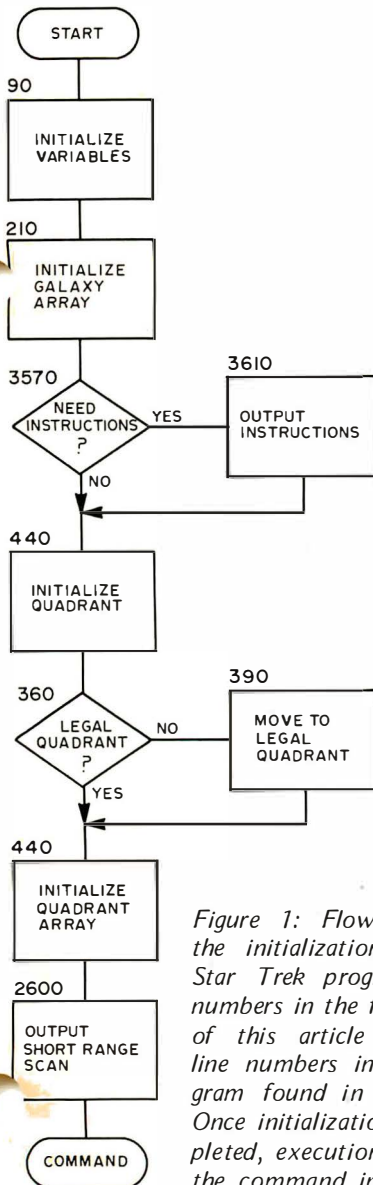 START
90
INITIALIZE
VARIABLES
210
INITIALIZE
GALAXY
ARRAY
3570
NEED
INSTRUCTIONS
?
YES
NO
3610
OUTPUT
INSTRUCTIONS
440
INITIALIZE
QUADRANT
360
LEGAL
QUADRANT
?
NO
YES
390
MOVE TO
LEGAL
QUADRANT
440
INITIALIZE
QUADRANT
ARRAY
2600
OUTPUT
SHORT RANGE
SCAN
COMMAND
Figure 1: Flow
the initialization
Star Trek prog
numbers in the
of this article
line numbers in
gram found in
Once initializatio
pleted, execution
the command in